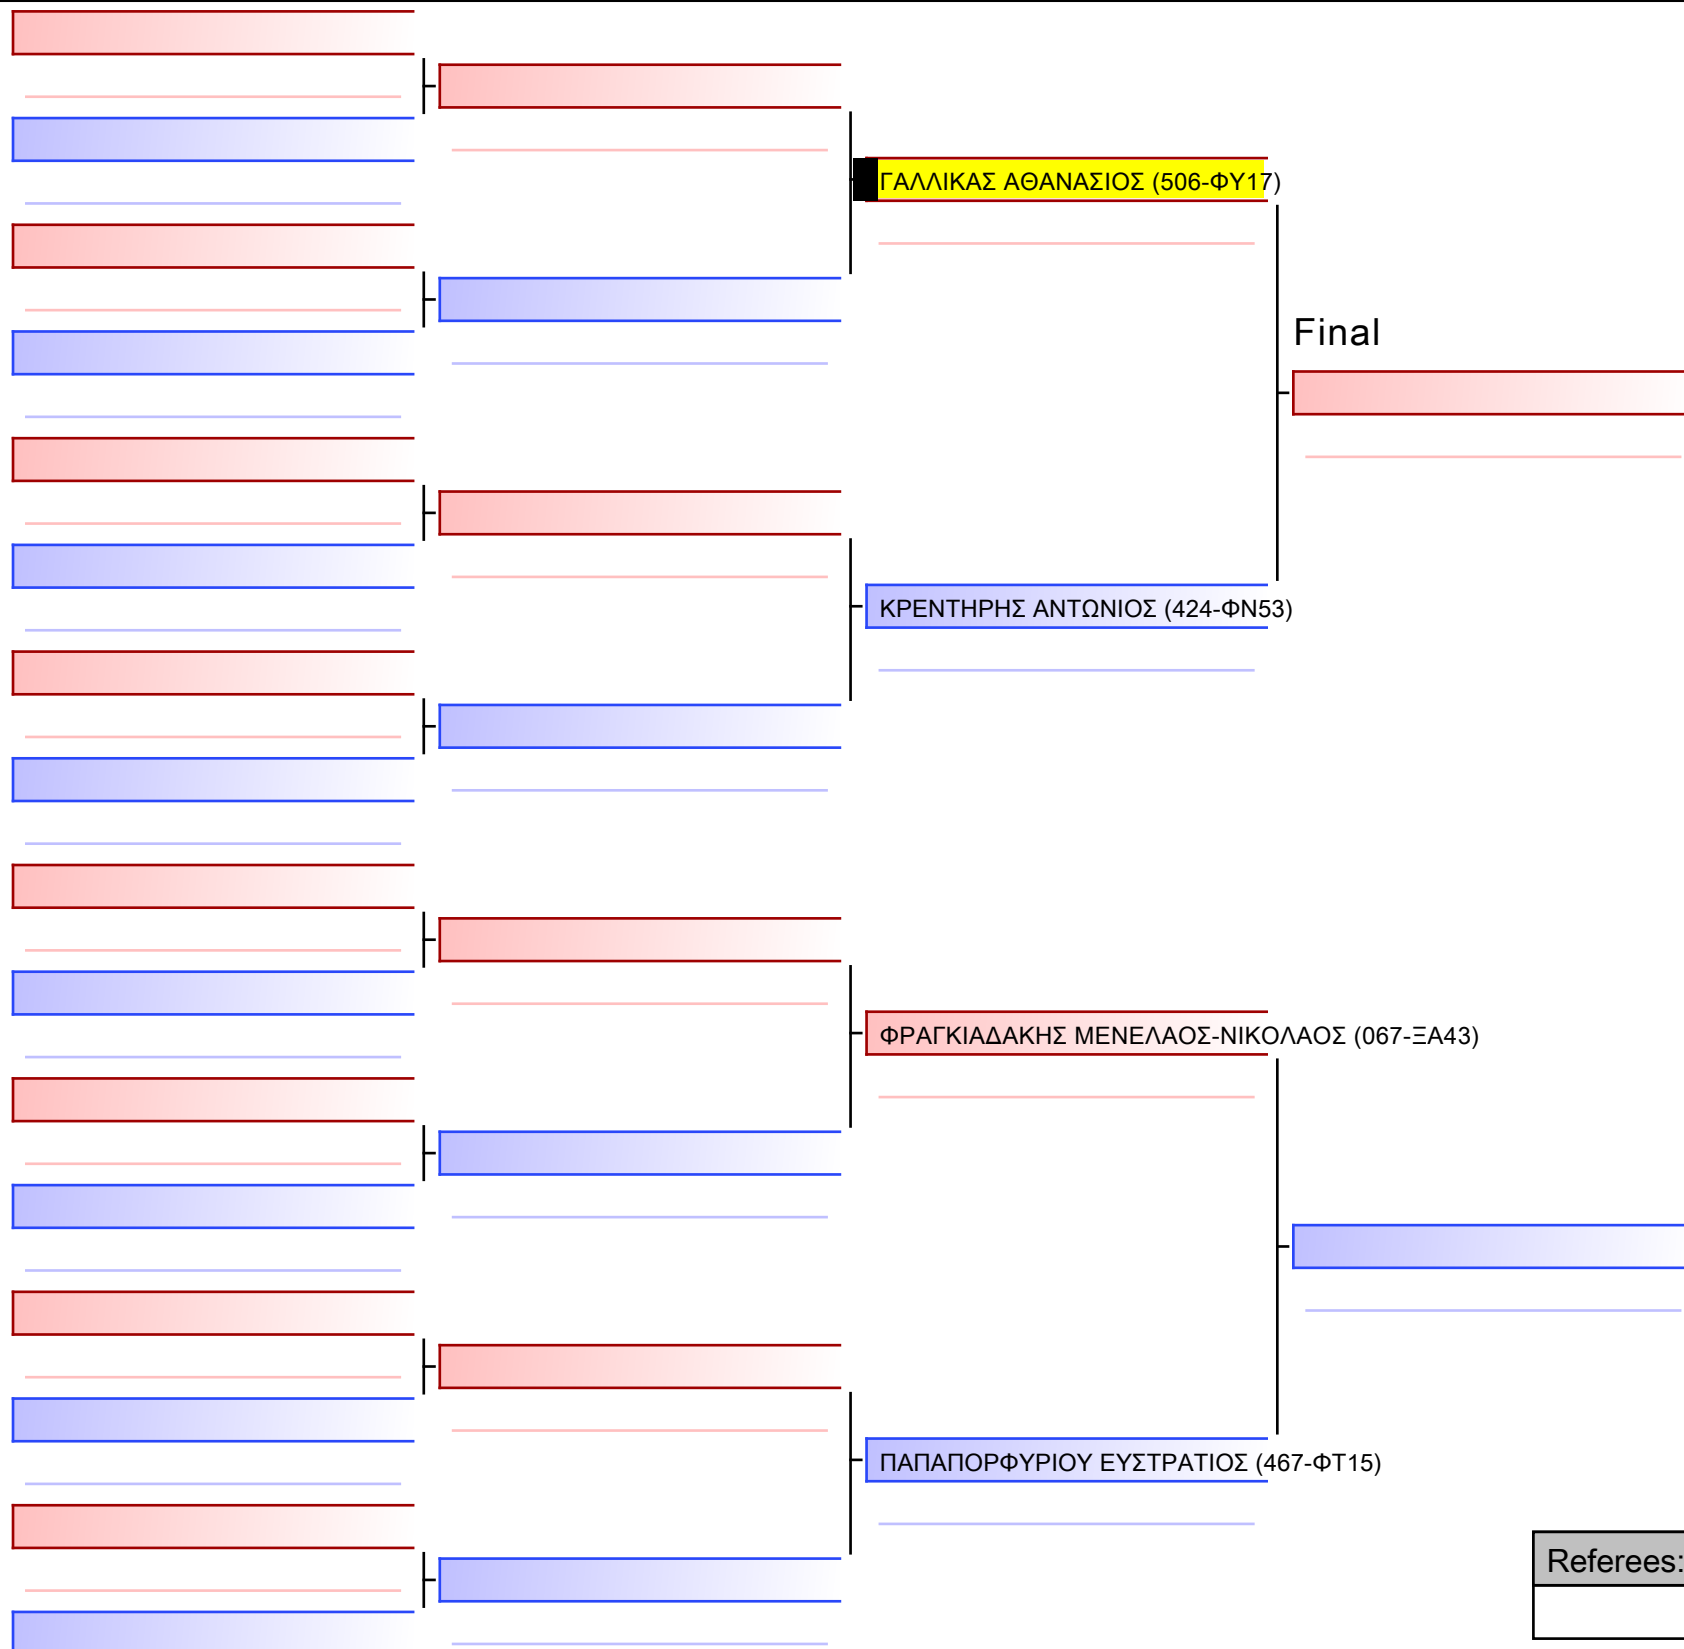 ΓΑΛΛΙΚΑΣ ΑΘΑΝΑΣΙΟΣ (506-ΦΥ17)
Final
ΚΡΕΝΤΗΡΗΣ ΑΝΤΩΝΙΟΣ (424-ΦΝ53)
ΦΡΑΓΚΙΑΔΑΚΗΣ ΜΕΝΕΛΑΟΣ-ΝΙΚΟΛΑΟΣ (067-ΞΑ43)
ΠΑΠΑΠΟΡΦΥΡΙΟΥ ΕΥΣΤΡΑΤΙΟΣ (467-ΦΤ15)
Referees: